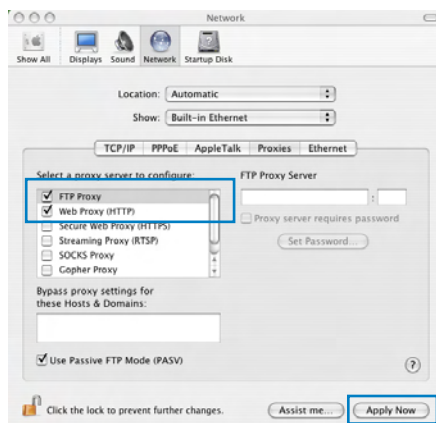 Network
Show All Displays Sound Network Startup Disk
Location: Automatic
Show: Built-in Ethernet
TCP/IP PPPoE AppleTalk Proxies Ethernet
Select a proxy server to configure: FTP Proxy Server
FTP Proxy
:
Web Proxy (HTTP)
Proxy server requires password
Secure Web Proxy (HTTPS)
Streaming Proxy (RTSP)
Set Password...
SOCKS Proxy
Gopher Proxy
Bypass proxy settings for
these Hosts & Domains:
Use Passive FTP Mode (PASV)
?
Click the lock to prevent further changes.
Assist me...
Apply Now